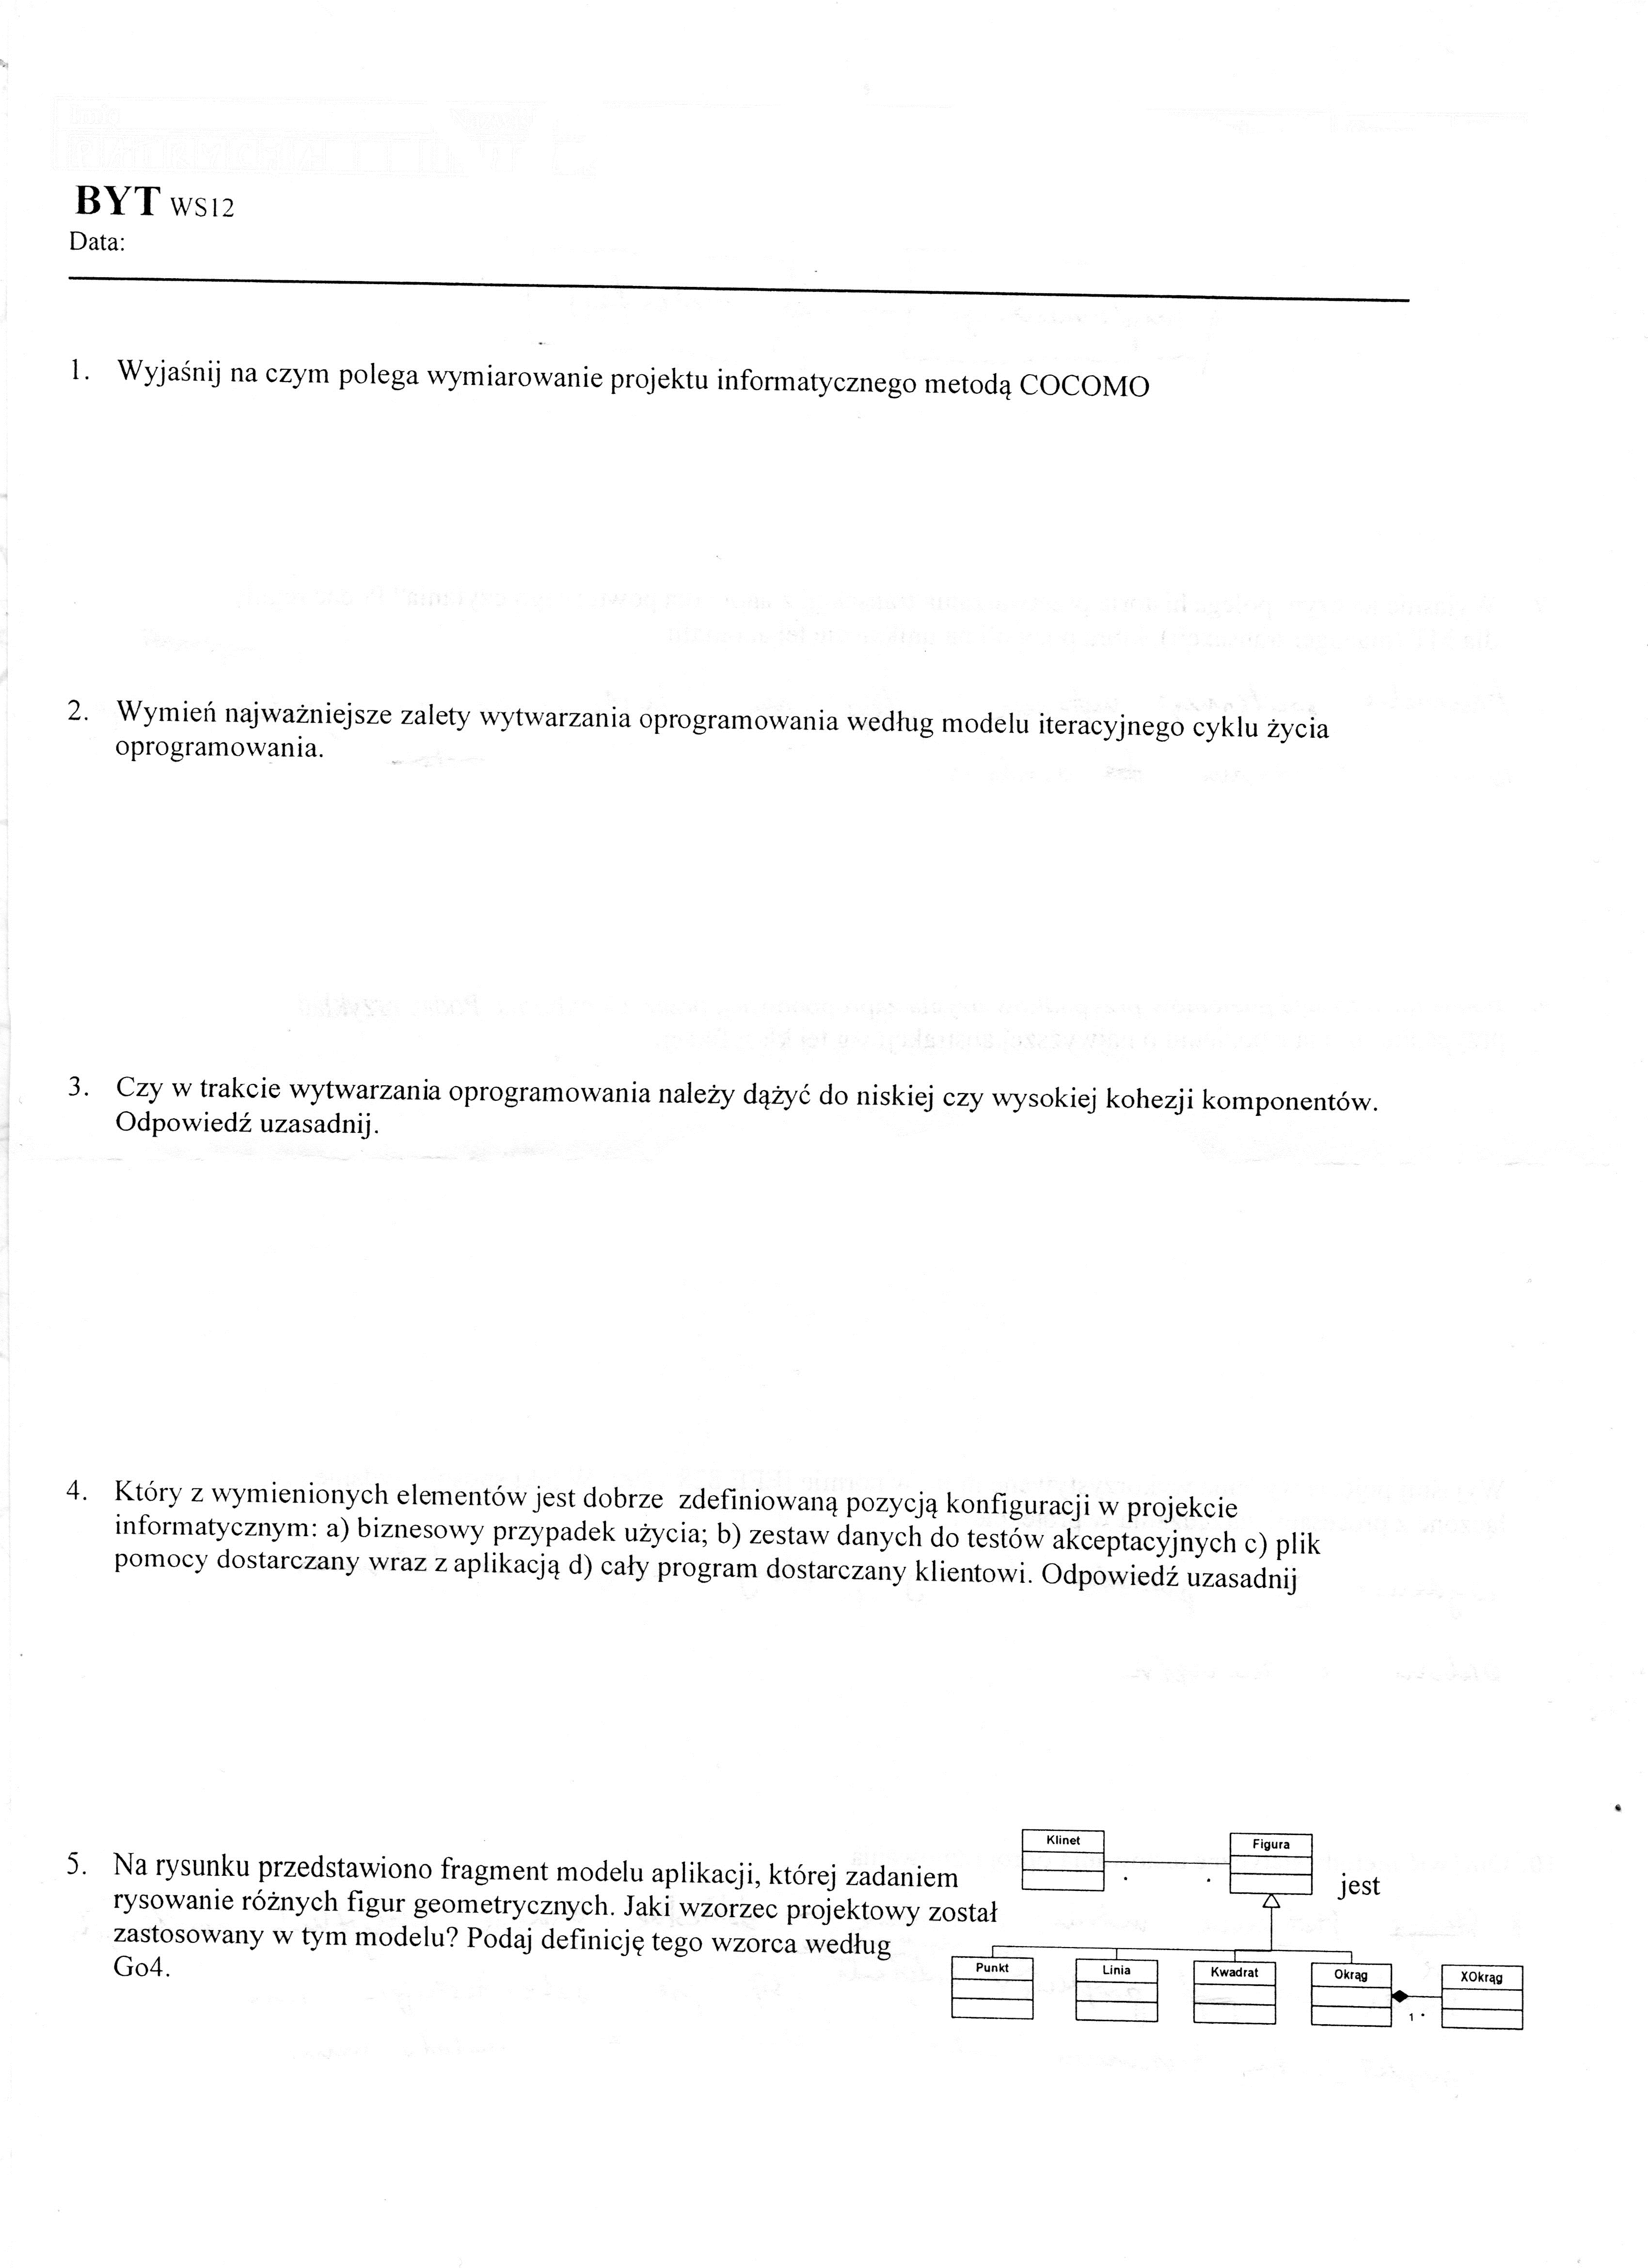 BYT WS12
Data:
1. Wyjaśnij na czym polega wymiarowanie projektu informatycznego metodą COCOMO
2. Wymień najważniejsze zalety wytwarzania oprogramowania według modelu iteracyjnego cyklu życia
oprogramowania.
3. Czy w trakcie wytwarzania oprogramowania należy dążyć do niskiej czy wysokiej kohezji komponentów.
Odpowiedź uzasadnij.
4. Który z wymienionych elementów jest dobrze zdefiniowaną pozycją konfiguracji w projekcie
informatycznym: a) biznesowy przypadek użycia; b) zestaw danych do testów akceptacyjnych c) plik
pomocy dostarczany wraz z aplikacją d) cały program dostarczany klientowi. Odpowiedź uzasadnij
5. Na rysunku przedstawiono fragment modelu aplikacji, której zadaniem jest
rysowanie różnych figur geometrycznych. Jaki wzorzec projektowy został
zastosowany w tym modelu? Podaj definicję tego wzorca według
Go4.
Klinet
Figura
Punkt
Linia
Kwadrat
Okrąg
XOkrąg
1 *